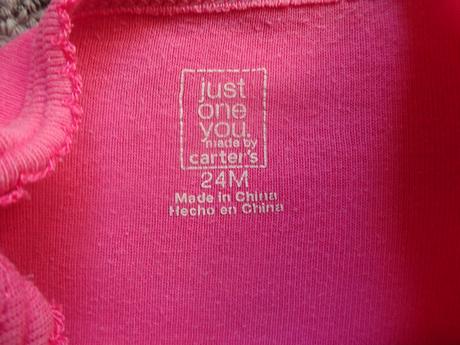 just
one
you.
made by
carter's
24M
Made in China
Hecho en China